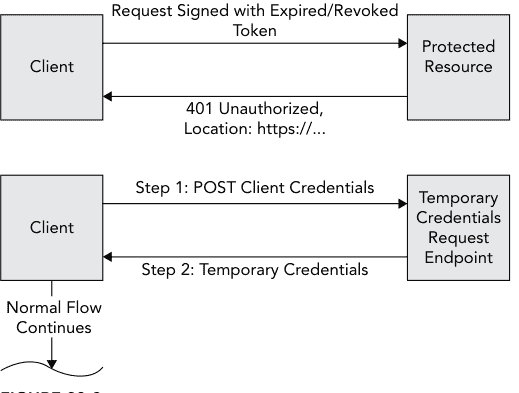 Request Signed with Expired/Revoked
Token
Client
Protected
Resource
401 Unauthorized,
Location: https://...
Step 1: POST Client Credentials
Client
Temporary
Credentials
Request
Endpoint
Step 2: Temporary Credentials
Normal Flow
Continues